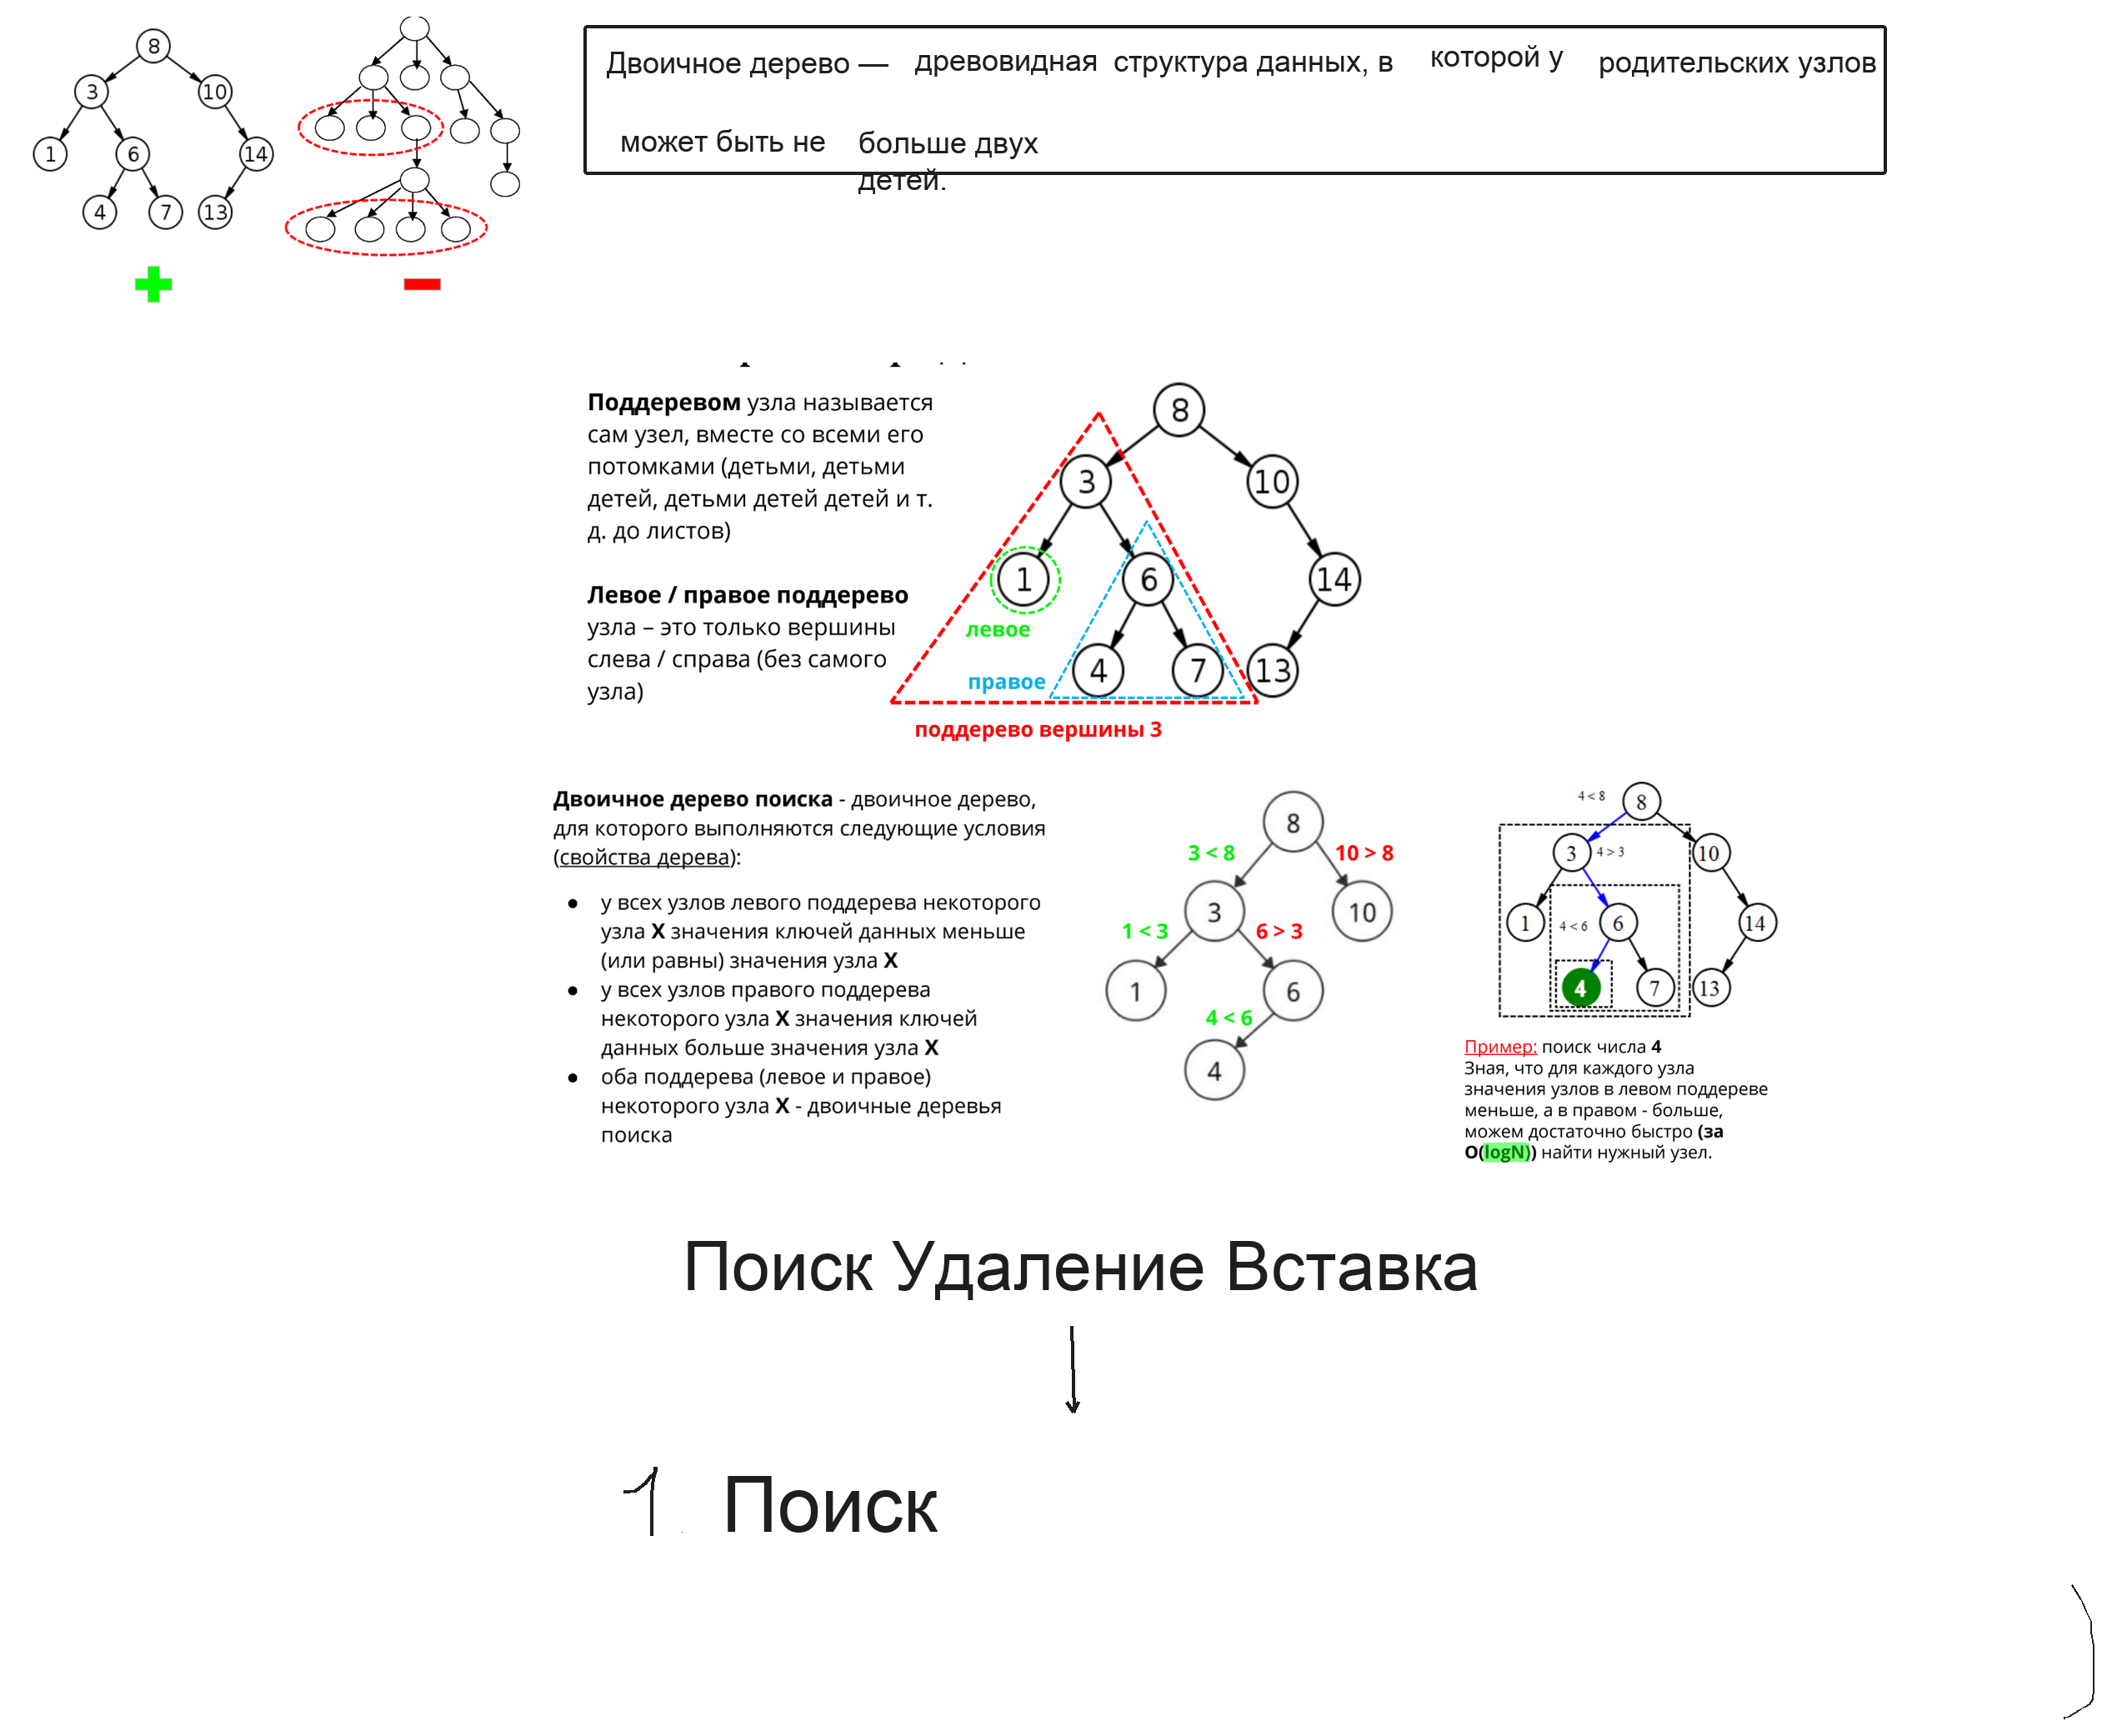 8
3
10
1
6
14
4
7
13
Двоичное дерево — древовидная структура данных, в которой у родительских узлов
может быть не больше двух
детей.
Поддеревом узла называется
сам узел, вместе со всеми его
потомками (детьми, детьми
детей, детьми детей детей и т.
д. до листов)
Левое / правое поддерево
узла – это только вершины
слева / справа (без самого
узла)
8
3
10
1
6
14
левое
4
7
13
правое
поддерево вершины 3
Двоичное дерево поиска - двоичное дерево,
для которого выполняются следующие условия
(свойства дерева):
● у всех узлов левого поддерева некоторого
узла X значения ключей данных меньше
(или равны) значения узла X
● у всех узлов правого поддерева
некоторого узла X значения ключей
данных больше значения узла X
● оба поддерева (левое и правое)
некоторого узла X - двоичные деревья
поиска
8
3 < 8
10 > 8
3
10
1 < 3
6 > 3
1
6
4 < 6
4
4 < 8
8
3
4 > 3
10
1
4 < 6
6
14
4
7
13
Пример: поиск числа 4
Зная, что для каждого узла
значения узлов в левом поддереве
меньше, а в правом - больше,
можем достаточно быстро (за
O(logN)) найти нужный узел.
Поиск Удаление Вставка
1. Поиск